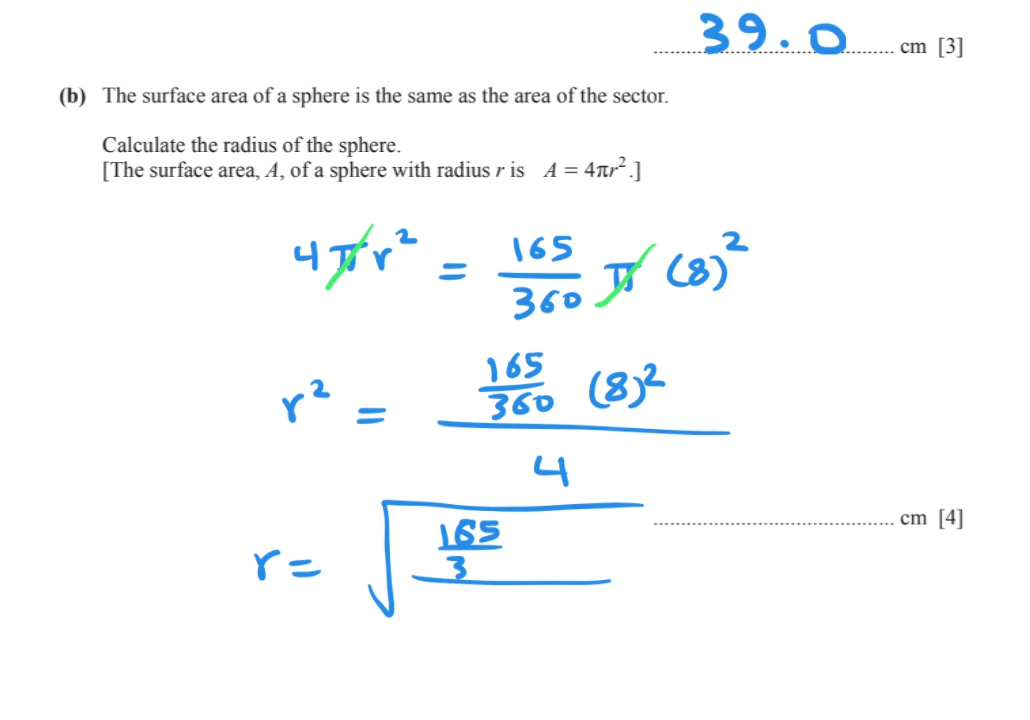 39.0 cm [3]
(b) The surface area of a sphere is the same as the area of the sector.
Calculate the radius of the sphere.
[The surface area, A, of a sphere with radius r is A = 4πr².]
4πr² = 165/360 π (8)²
r² = 165/360 (8)² / 4
cm [4]
r = √ 165/3